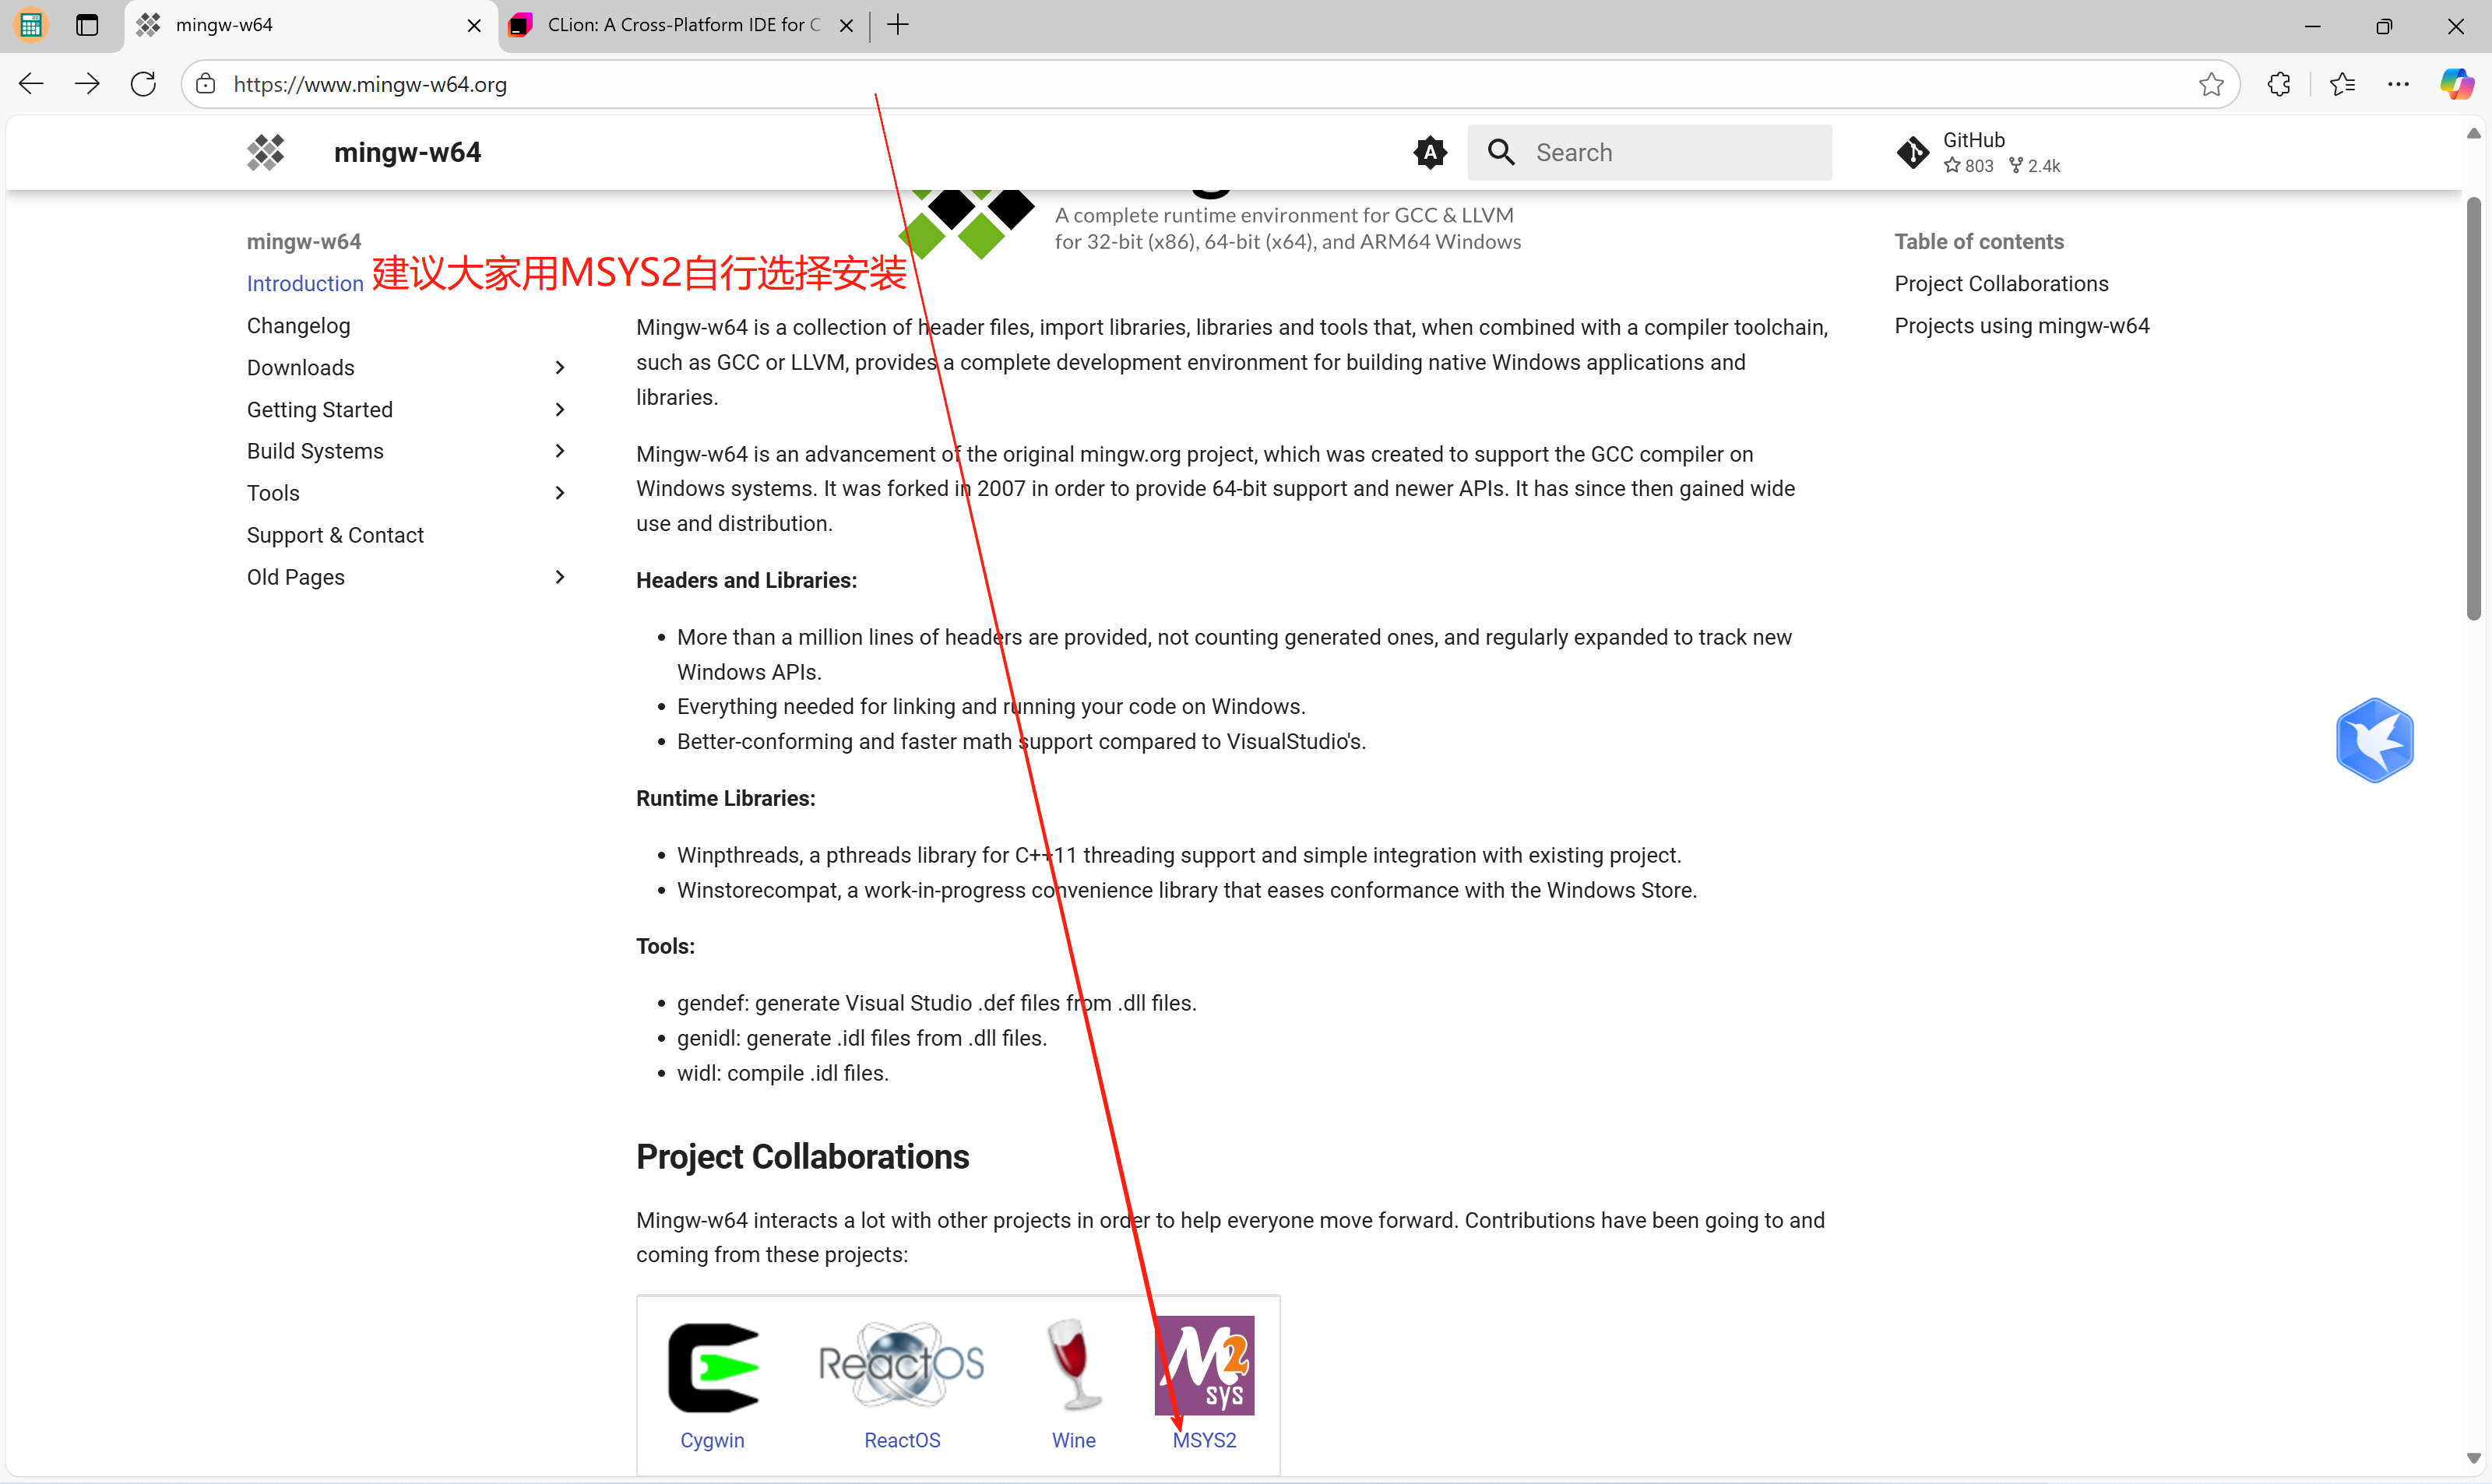 mingw-w64
CLion: A Cross-Platform IDE for C
https://www.mingw-w64.org
mingw-w64
A
Search
GitHub
803 2.4k
A complete runtime environment for GCC & LLVM
for 32-bit (x86), 64-bit (x64), and ARM64 Windows
mingw-w64
Introduction
建议大家用MSYS2自行选择安装
Changelog
Downloads
Getting Started
Build Systems
Tools
Support & Contact
Old Pages
Mingw-w64 is a collection of header files, import libraries, libraries and tools that, when combined with a compiler toolchain,
such as GCC or LLVM, provides a complete development environment for building native Windows applications and
libraries.
Mingw-w64 is an advancement of the original mingw.org project, which was created to support the GCC compiler on
Windows systems. It was forked in 2007 in order to provide 64-bit support and newer APIs. It has since then gained wide
use and distribution.
Headers and Libraries:
• More than a million lines of headers are provided, not counting generated ones, and regularly expanded to track new
Windows APIs.
• Everything needed for linking and running your code on Windows.
• Better-conforming and faster math support compared to VisualStudio's.
Runtime Libraries:
• Winpthreads, a pthreads library for C++11 threading support and simple integration with existing project.
• Winstorecompat, a work-in-progress convenience library that eases conformance with the Windows Store.
Tools:
• gendef: generate Visual Studio .def files from .dll files.
• genidl: generate .idl files from .dll files.
• widl: compile .idl files.
Project Collaborations
Mingw-w64 interacts a lot with other projects in order to help everyone move forward. Contributions have been going to and
coming from these projects:
ReactOS
M2
sys
Cygwin
ReactOS
Wine
MSYS2
Table of contents
Project Collaborations
Projects using mingw-w64